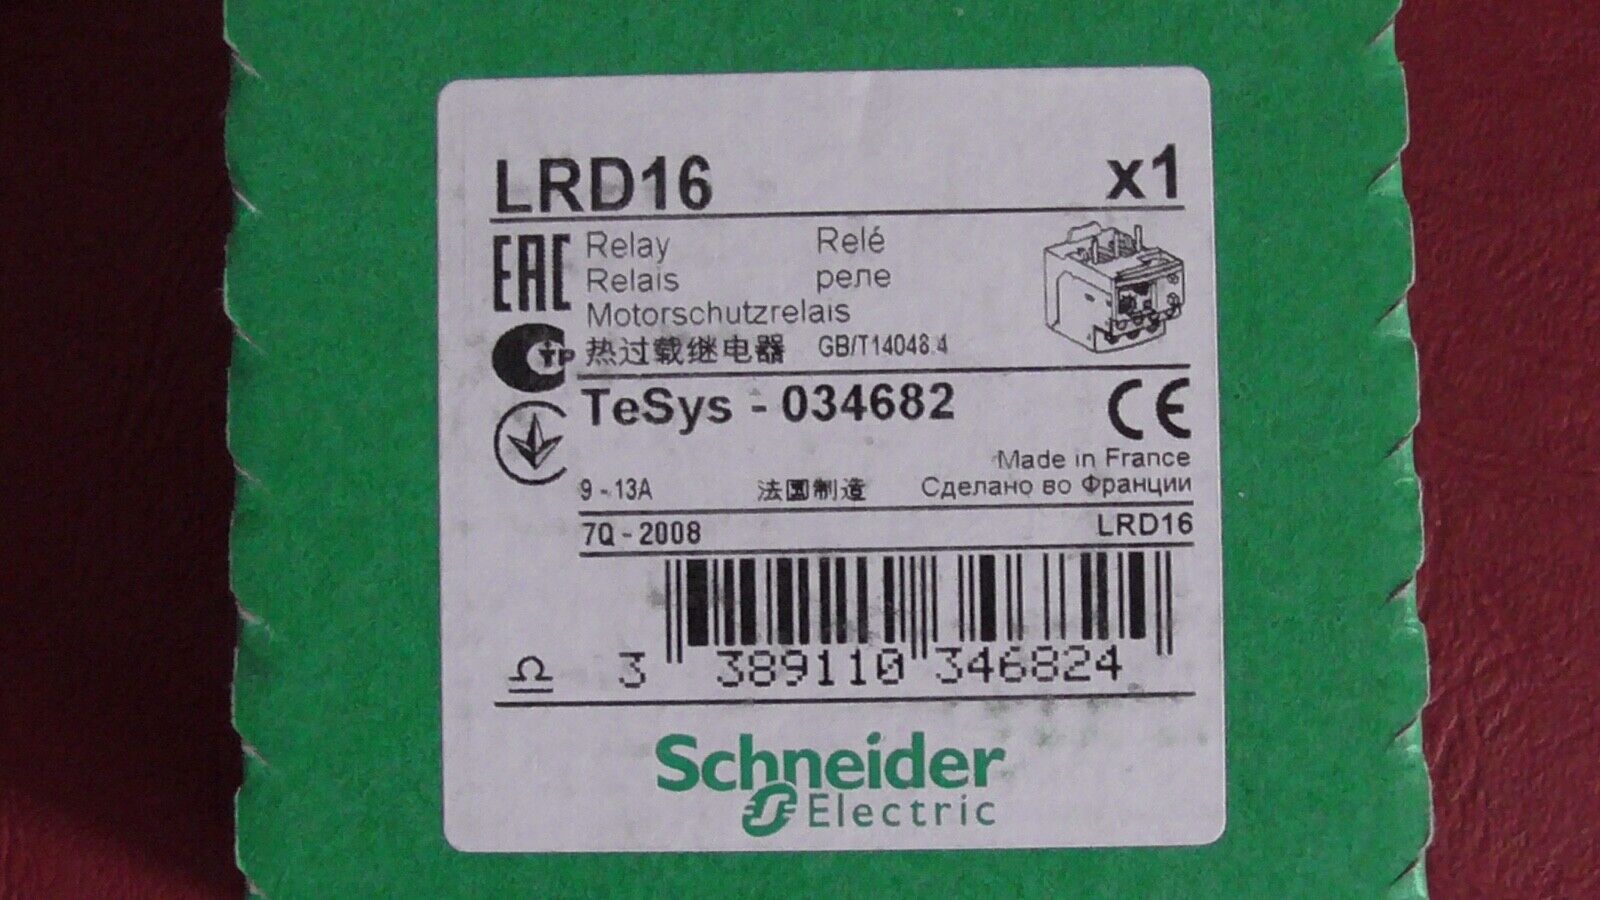 LRD16 x1
EAC
Relay Relé
Relais реле
Motorschutzrelais
热过载继电器 GB/T14048.4
TeSys - 034682
CE
Made in France
9 - 13A 法国制造 Сделано во Франции
7Q - 2008 LRD16
3 389110 346824
Schneider
Electric